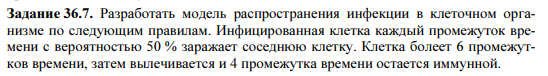 Задание 36.7. Разработать модель распространения инфекции в клеточном орга-
низме по следующим правилам. Инфицированная клетка каждый промежуток вре-
мени с вероятностью 50 % заражает соседнюю клетку. Клетка болеет 6 промежут-
ков времени, затем вылечивается и 4 промежутка времени остается иммунной.